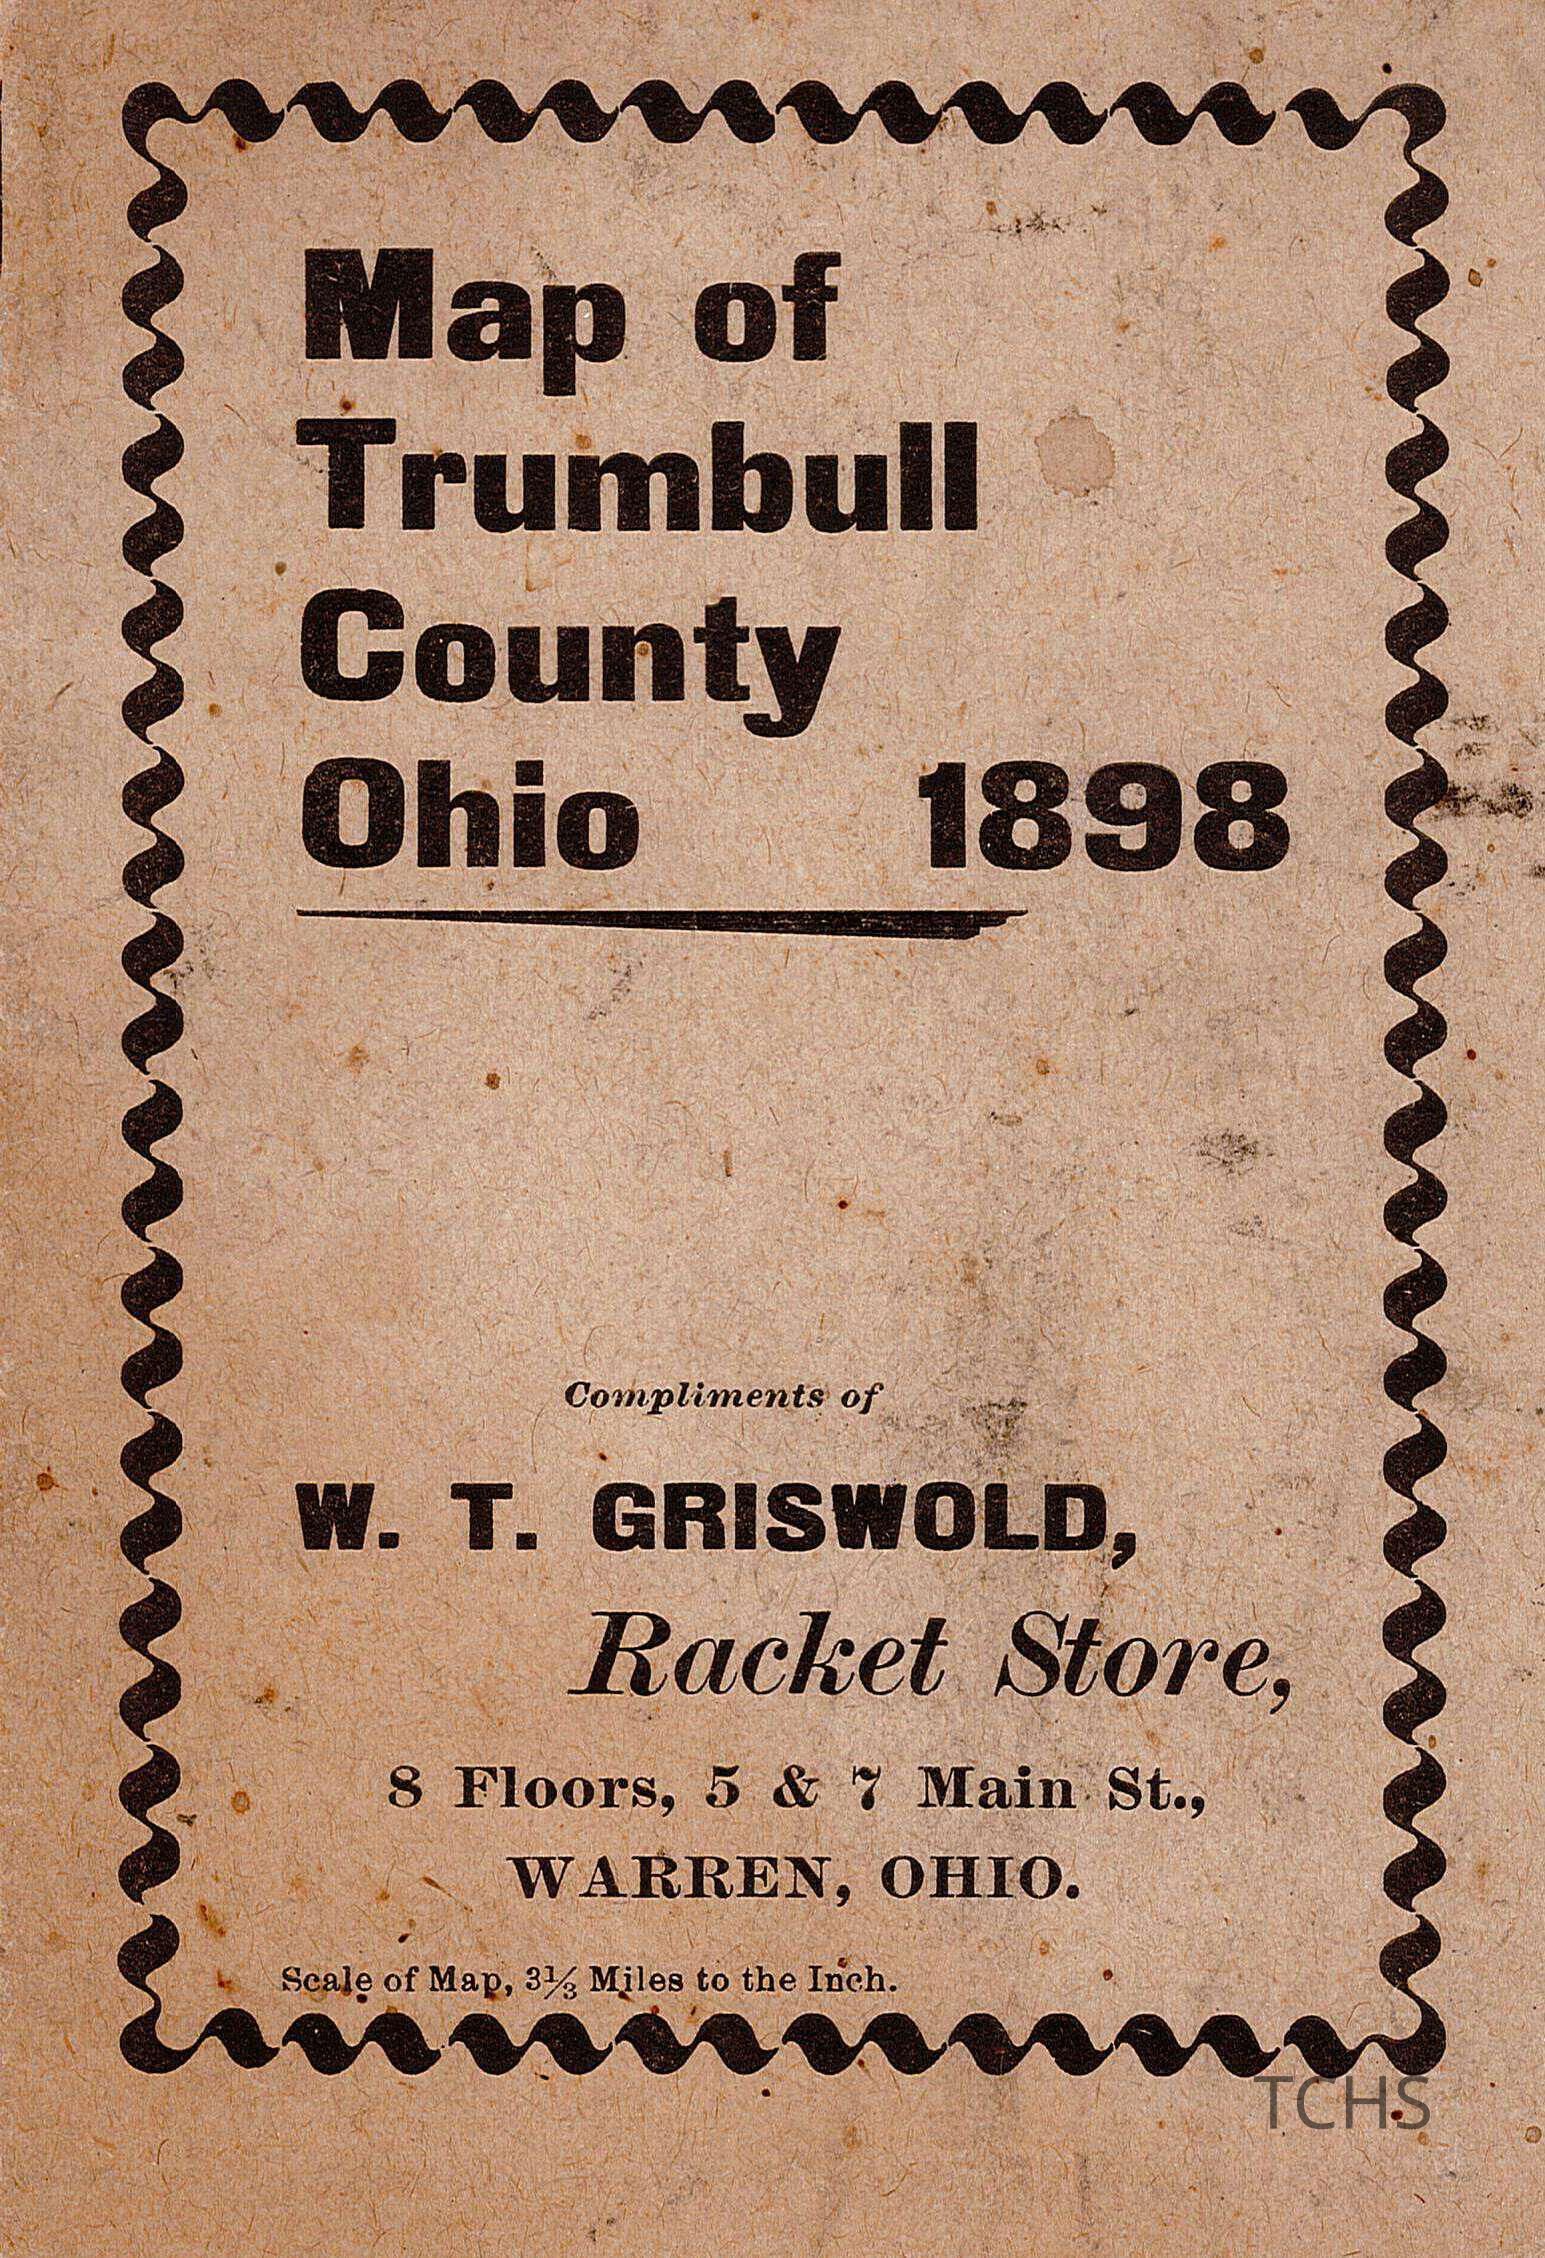 Map of
Trumbull
County
Ohio 1898
Compliments of
W. T. GRISWOLD,
Racket Store,
8 Floors, 5 & 7 Main St.,
WARREN, OHIO.
Scale of Map, 3⅓ Miles to the Inch.
TCHS